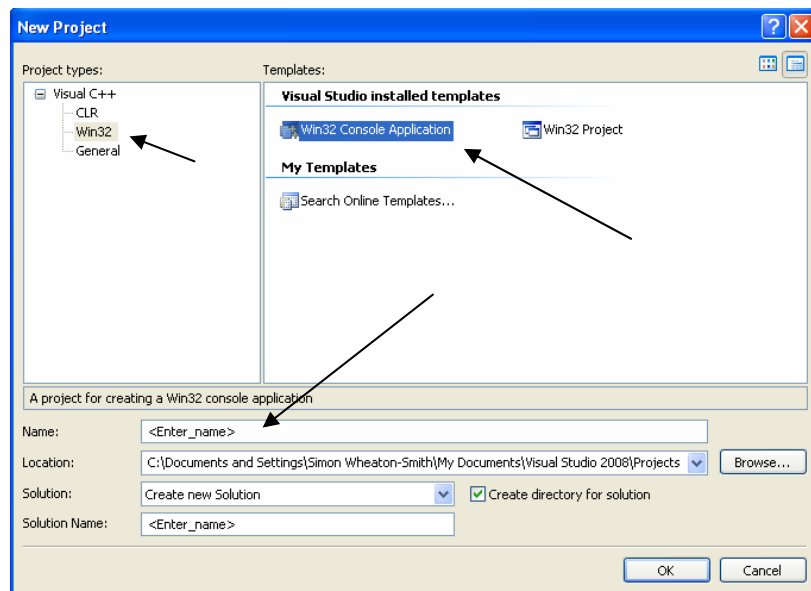 New Project
Project types:
Templates:
Visual C++
CLR
Win32
General
Visual Studio installed templates
Win32 Console Application
Win32 Project
My Templates
Search Online Templates...
A project for creating a Win32 console application
Name:
<Enter_name>
Location:
C:\Documents and Settings\Simon Wheaton-Smith\My Documents\Visual Studio 2008\Projects
Browse...
Solution:
Create new Solution
Create directory for solution
Solution Name:
<Enter_name>
OK
Cancel